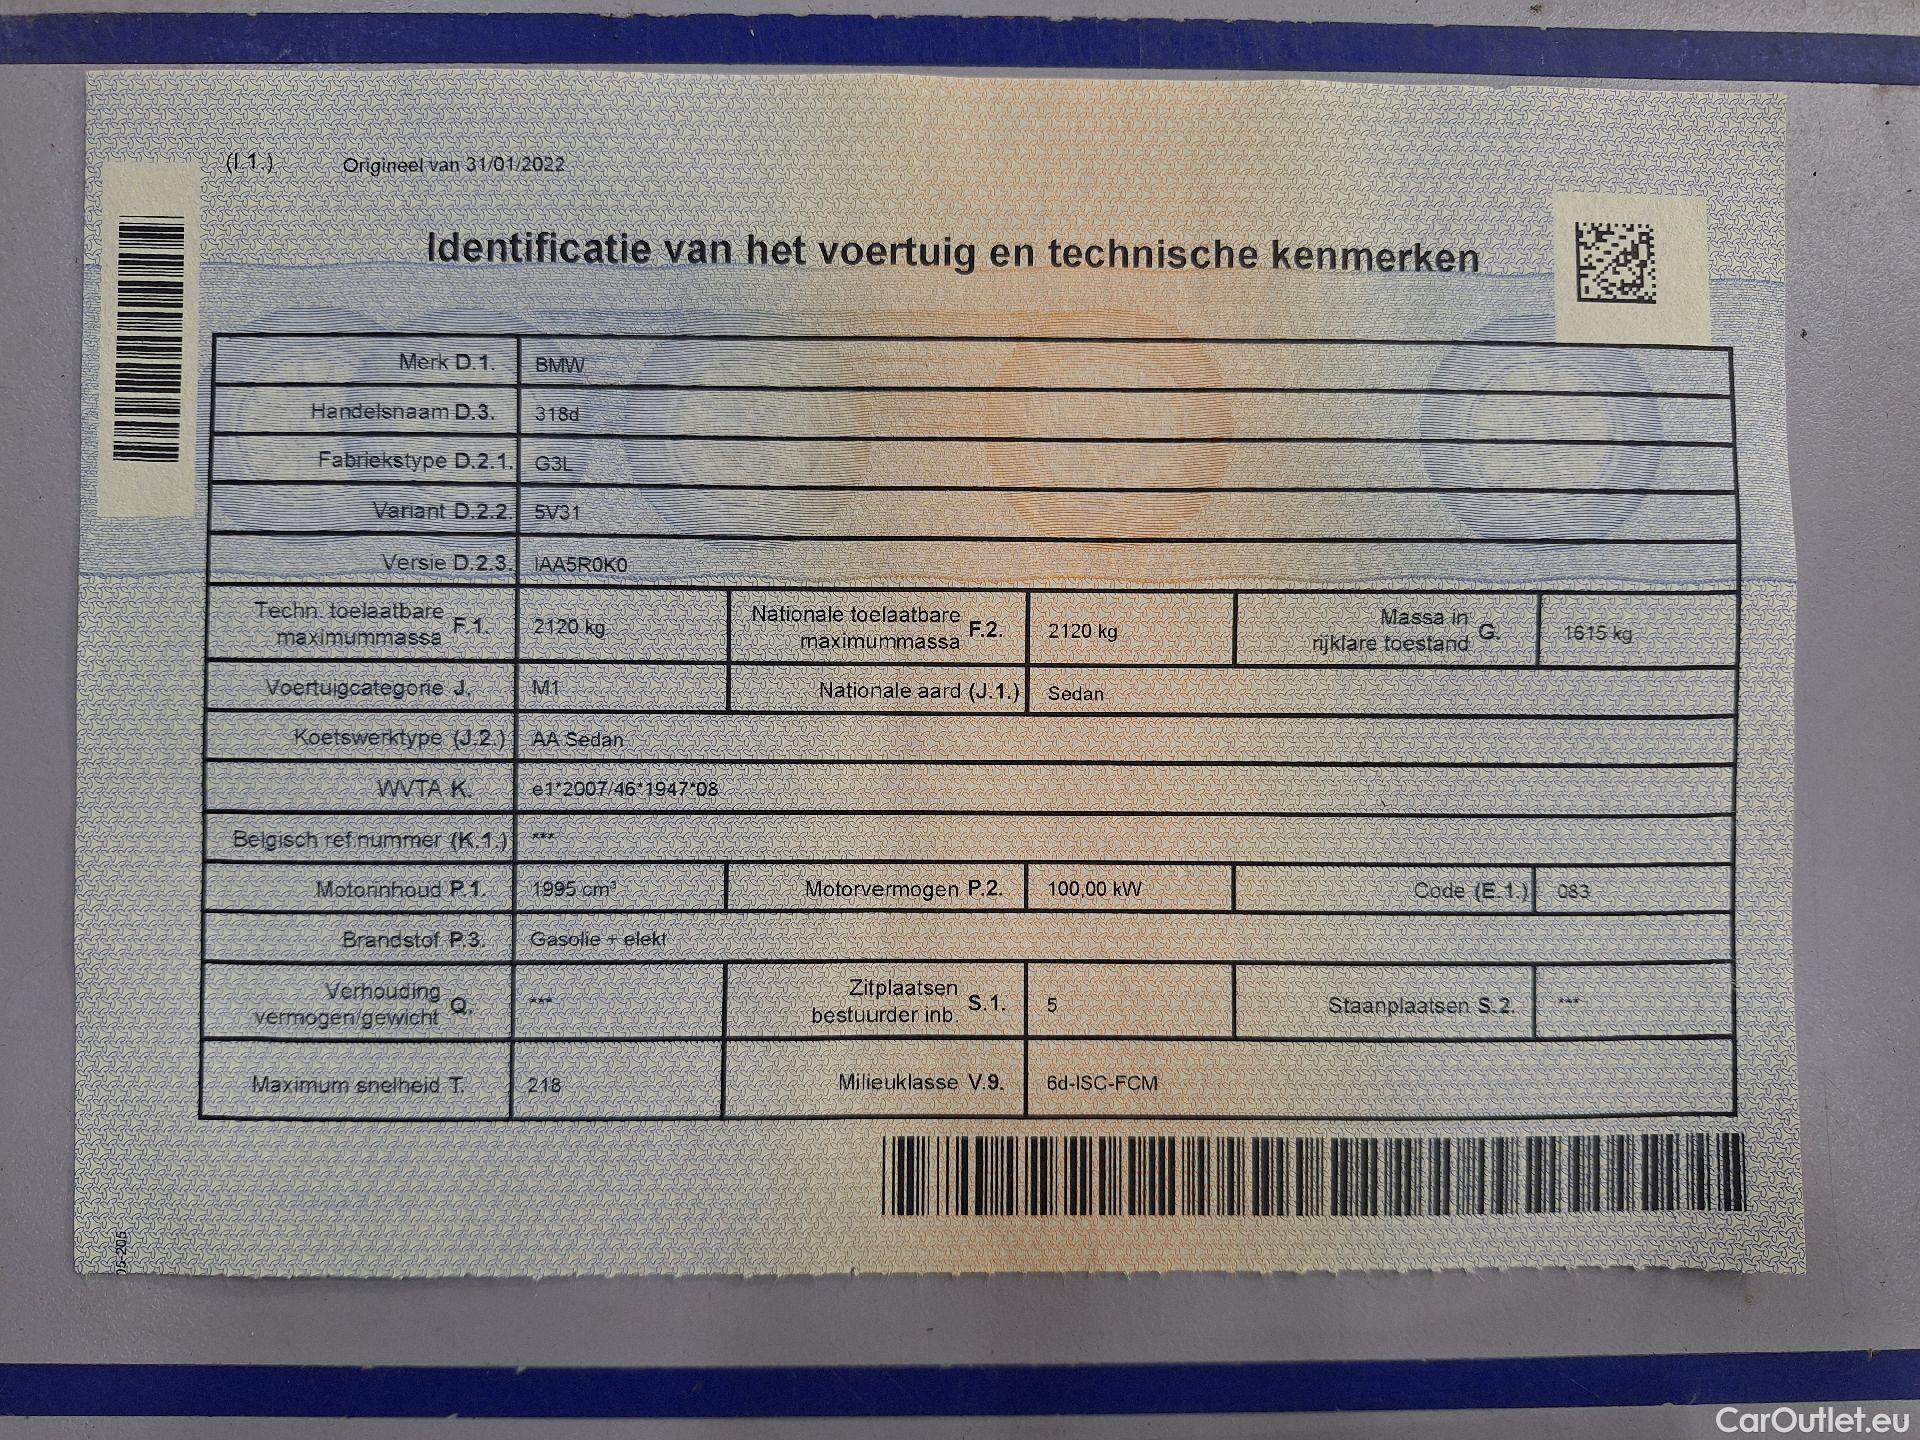 (I.1.) Origineel van 31/01/2022
Identificatie van het voertuig en technische kenmerken
Merk D.1. BMW
Handelsnaam D.3. 318d
Fabriekstype D.2.1. G3L
Variant D.2.2. 5V31
Versie D.2.3. IAA5R0K0
Techn. toelaatbare maximummassa F.1. 2120 kg Nationale toelaatbare maximummassa F.2. 2120 kg Massa in rijklare toestand G. 1615 kg
Voertuigcategorie J. M1 Nationale aard (J.1.) Sedan
Koetswerktype (J.2.) AA Sedan
WVTA K. e1*2007/46*1947*08
Belgisch ref.nummer (K.1.) ***
Motorinhoud P.1. 1995 cm³ Motorvermogen P.2. 100,00 kW Code (E.1.) 083
Brandstof P.3. Gasolie + elekt
Verhouding vermogen/gewicht Q. *** Zitplaatsen bestuurder inb. S.1. 5 Staanplaatsen S.2. ***
Maximum snelheid T. 218 Milieuklasse V.9. 6d-ISC-FCM
05-205
CarOutlet.eu